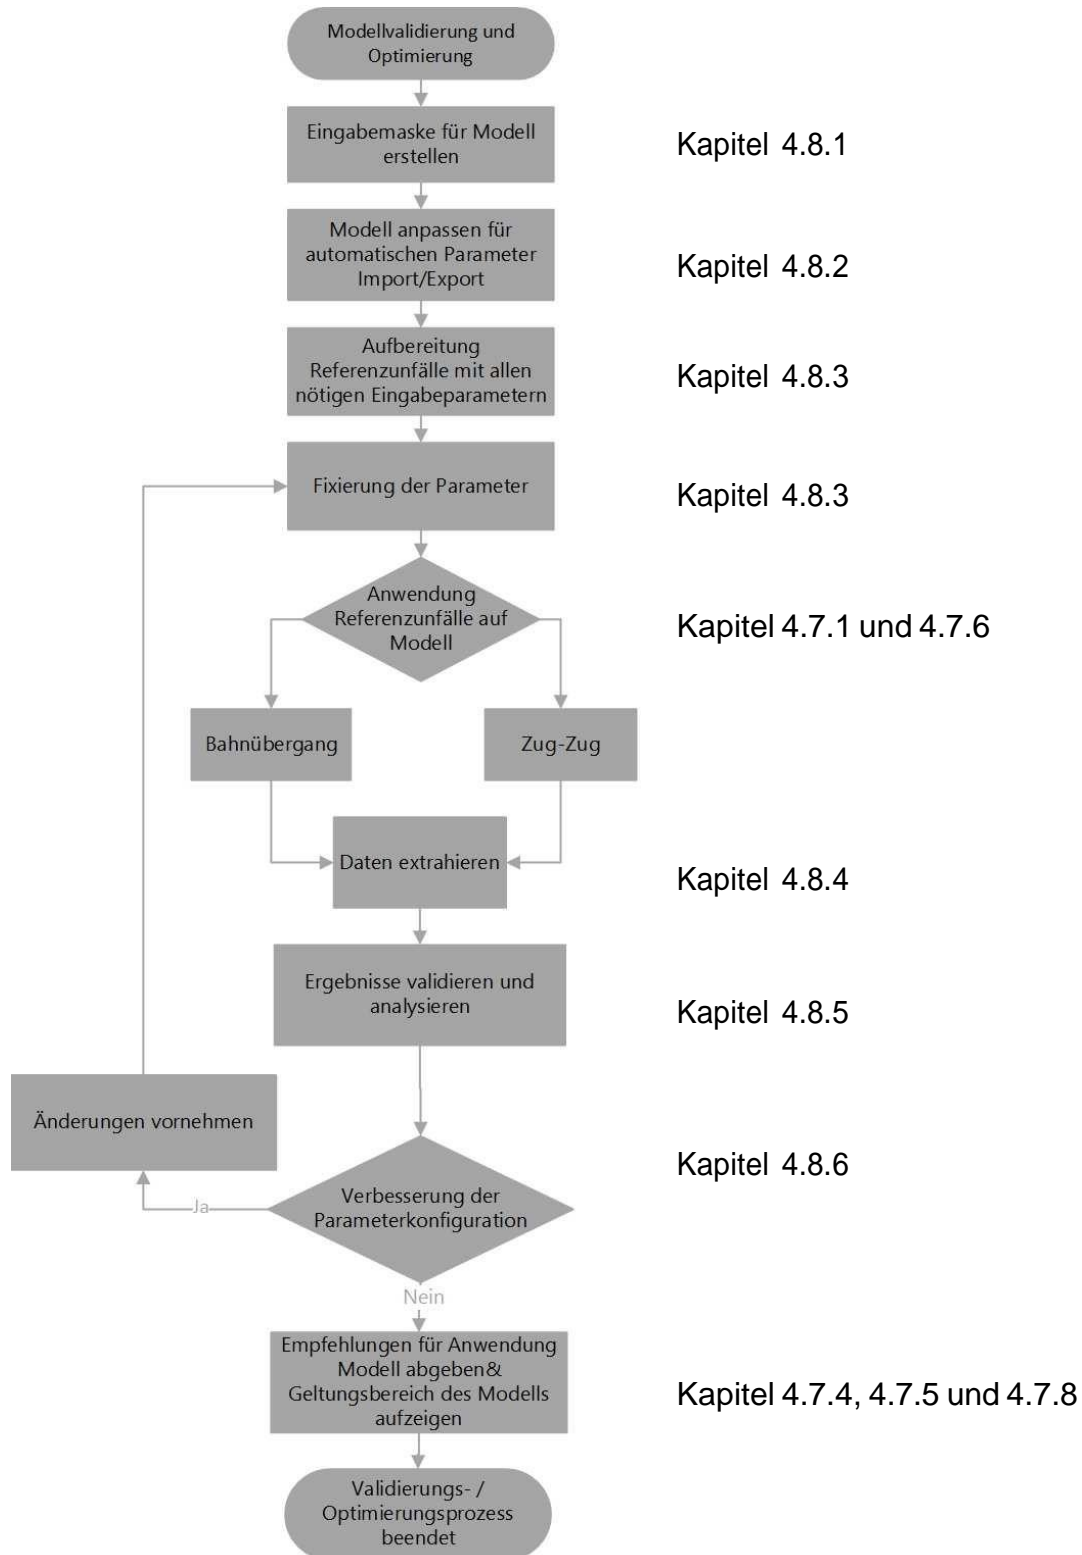 Modellvalidierung und
Optimierung
Eingabemaske für Modell
erstellen
Kapitel 4.8.1
Modell anpassen für
automatischen Parameter
Import/Export
Kapitel 4.8.2
Aufbereitung
Referenzunfälle mit allen
nötigen Eingabeparametern
Kapitel 4.8.3
Fixierung der Parameter
Kapitel 4.8.3
Anwendung
Referenzunfälle auf
Modell
Kapitel 4.7.1 und 4.7.6
Bahnübergang
Zug-Zug
Daten extrahieren
Kapitel 4.8.4
Ergebnisse validieren und
analysieren
Kapitel 4.8.5
Änderungen vornehmen
Kapitel 4.8.6
Verbesserung der
Parameterkonfiguration
Ja
Nein
Empfehlungen für Anwendung
Modell abgeben&
Geltungsbereich des Modells
aufzeigen
Kapitel 4.7.4, 4.7.5 und 4.7.8
Validierungs- /
Optimierungsprozess
beendet